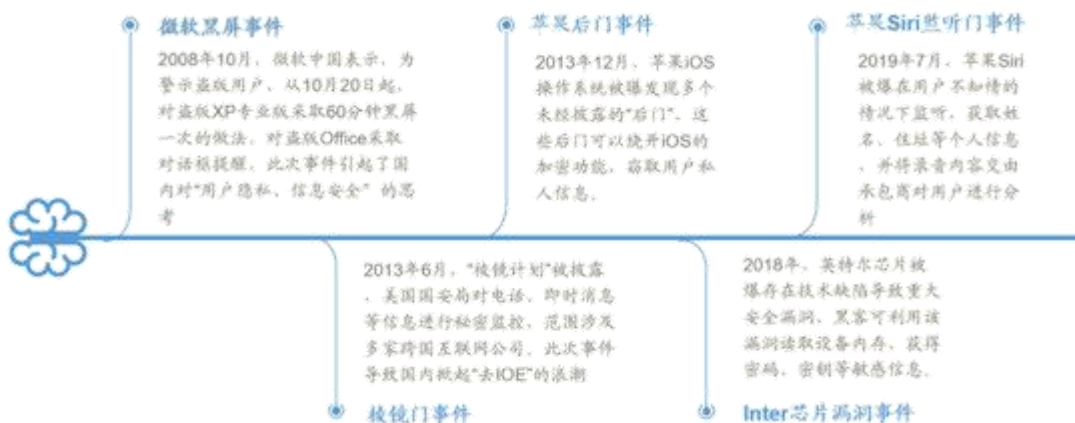 微软黑屏事件
2008年10月，微软中国表示，为
警示盗版用户，从10月20日起，
对盗版XP专业版采取60分钟黑屏
一次的做法，对盗版Office采取
对话框提醒。此次事件引起了国
内对“用户隐私、信息安全” 的思
考
苹果后门事件
2013年12月，苹果iOS
操作系统被曝发现多个
未经披露的“后门”，这
些后门可以绕开iOS的
加密功能，窃取用户私
人信息。
苹果Siri监听门事件
2019年7月，苹果Siri
被爆在用户不知情的
情况下监听，获取姓
名、住址等个人信息
，并将录音内容交由
承包商对用户进行分
析
2013年6月，“棱镜计划”被披露
，美国国安局对电话、即时消息
等信息进行秘密监控，范围涉及
多家跨国互联网公司。此次事件
导致国内掀起“去IOE”的浪潮
棱镜门事件
2018年，英特尔芯片被
爆存在技术缺陷导致重大
安全漏洞，黑客可利用该
漏洞读取设备内存，获得
密码、密钥等敏感信息。
Inter芯片漏洞事件